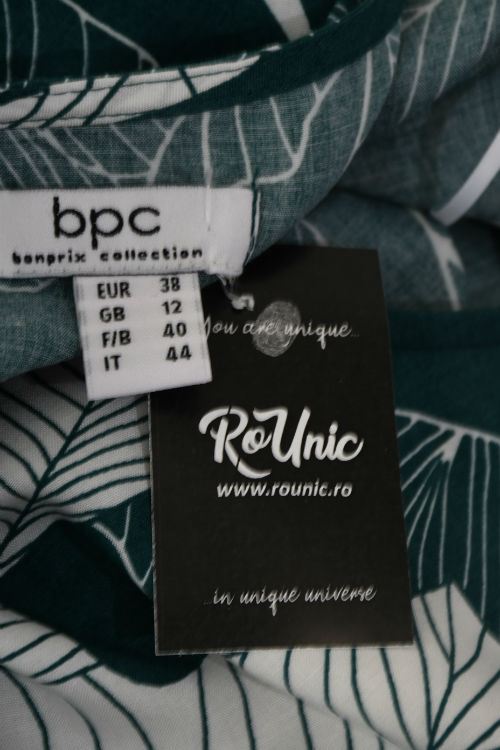 bpc
bonprix collection
EUR 38
GB 12
F/B 40
IT 44
You are unique...
RoUnic
www.rounic.ro
...in unique universe